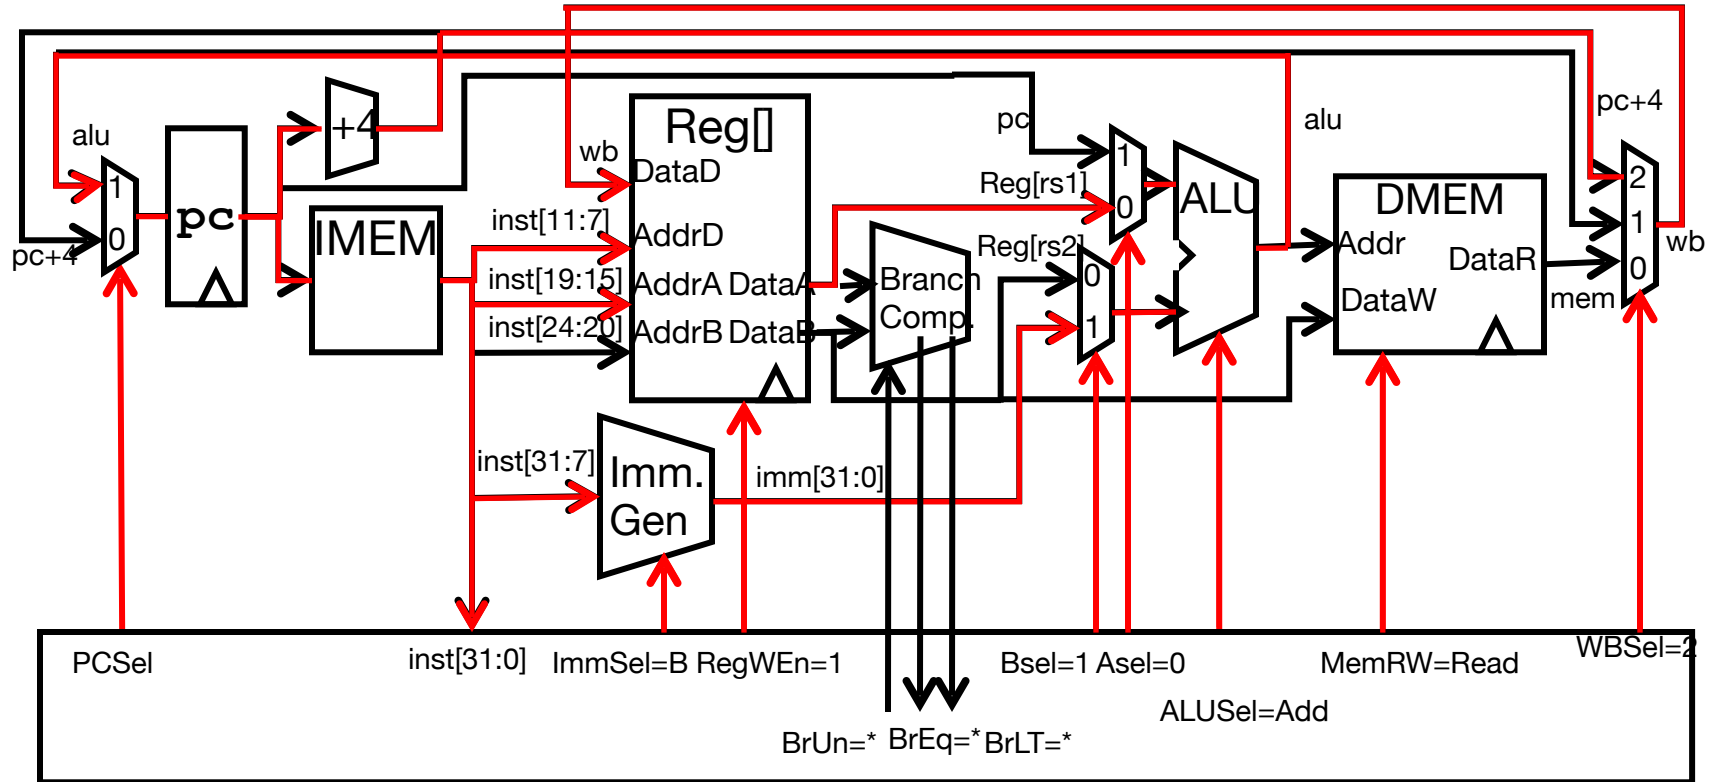 +4
pc+4
alu
pc
alu
wb
Reg[]
DataD
1
1
2
Reg[rs1]
ALU
DMEM
pc
IMEM
inst[11:7]
AddrD
0
1
0
pc+4
Reg[rs2]
Addr
wb
inst[19:15]
AddrA DataA
Branch
0
DataR
0
DataW
mem
inst[24:20]
AddrB DataB
Comp.
1
inst[31:7]
Imm.
Gen
imm[31:0]
PCSel
inst[31:0]
ImmSel=B RegWEn=1
Bsel=1 Asel=0
MemRW=Read
WBSel=2
ALUSel=Add
BrUn=* BrEq=* BrLT=*